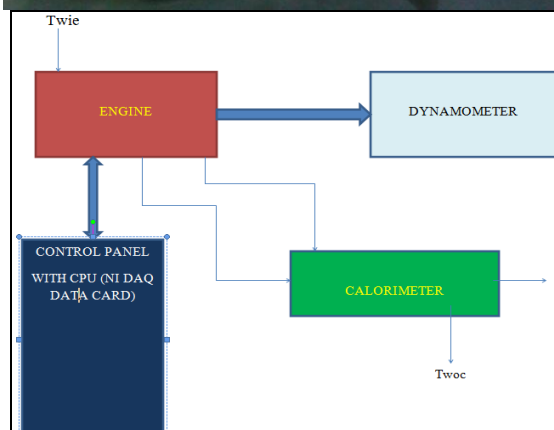 Twie
ENGINE
DYNAMOMETER
CONTROL PANEL
WITH CPU (NI DAQ
DATA CARD)
CALORIMETER
Twoc